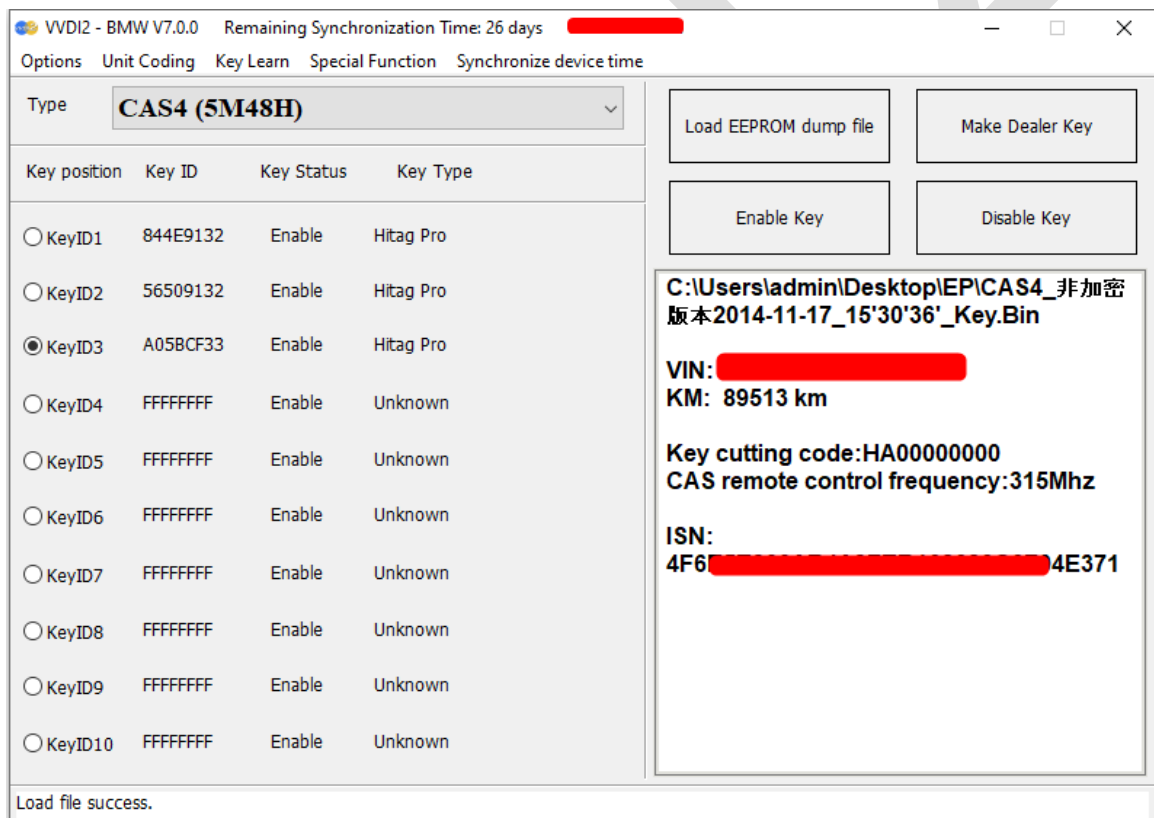 VVDI2 - BMW V7.0.0 Remaining Synchronization Time: 26 days
Options Unit Coding Key Learn Special Function Synchronize device time
Type CAS4 (5M48H)
Key position Key ID Key Status Key Type
KeyID1 844E9132 Enable Hitag Pro
KeyID2 56509132 Enable Hitag Pro
KeyID3 A05BCF33 Enable Hitag Pro
KeyID4 FFFFFFFF Enable Unknown
KeyID5 FFFFFFFF Enable Unknown
KeyID6 FFFFFFFF Enable Unknown
KeyID7 FFFFFFFF Enable Unknown
KeyID8 FFFFFFFF Enable Unknown
KeyID9 FFFFFFFF Enable Unknown
KeyID10 FFFFFFFF Enable Unknown
Load EEPROM dump file Make Dealer Key
Enable Key Disable Key
C:\Users\admin\Desktop\EP\CAS4_非加密
版本2014-11-17_15'30'36'_Key.Bin
VIN:
KM: 89513 km
Key cutting code:HA00000000
CAS remote control frequency:315Mhz
ISN:
4F6 4E371
Load file success.